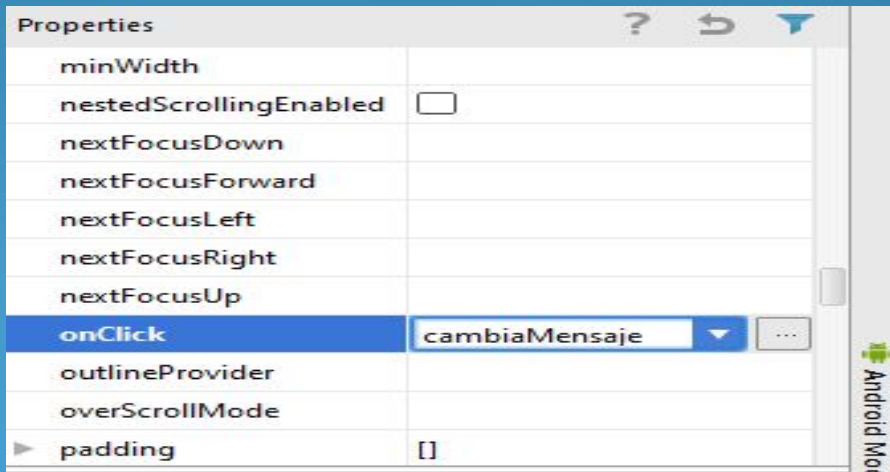 Properties
minWidth
nestedScrollingEnabled
nextFocusDown
nextFocusForward
nextFocusLeft
nextFocusRight
nextFocusUp
onClick cambiaMensaje ...
outlineProvider
overScrollMode
padding []
Android Mo